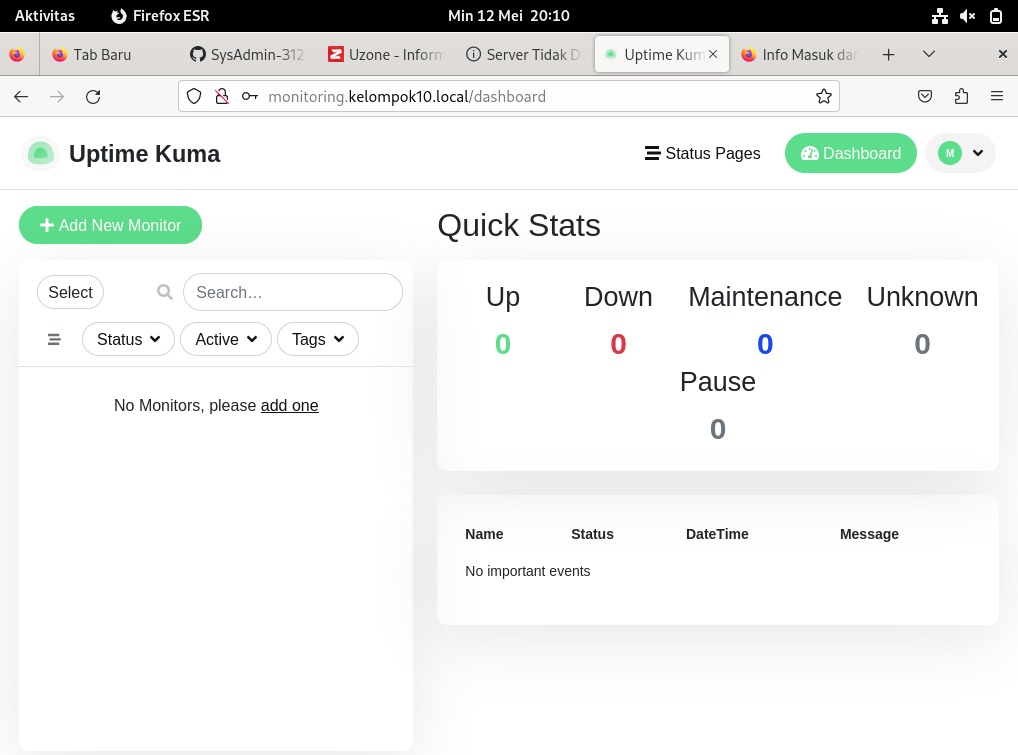 Aktivitas Firefox ESR Min 12 Mei 20:10
Tab Baru SysAdmin-312 Uzone - Inform Server Tidak D Uptime Kum Info Masuk dar
monitoring.kelompok10.local/dashboard
Uptime Kuma Status Pages Dashboard M
Add New Monitor
Quick Stats
Select Search…
Status Active Tags
No Monitors, please add one
Up Down Maintenance Unknown
0 0 0 0
Pause
0
Name Status DateTime Message
No important events